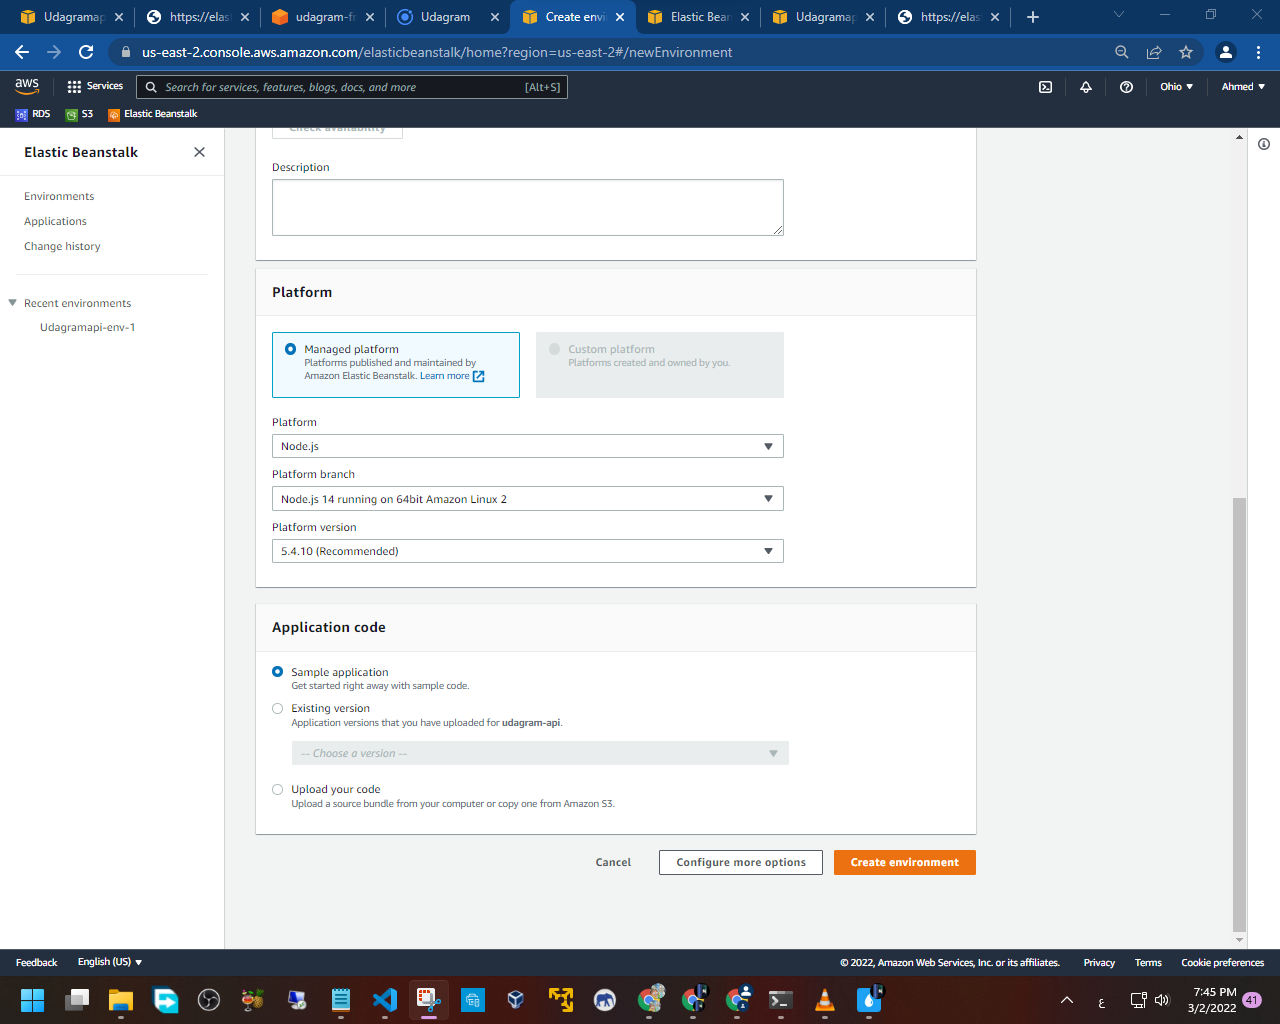 Udagramap
https://elast
udagram-fr
Udagram
Create envi
Elastic Bean
Udagramap
https://elast
us-east-2.console.aws.amazon.com/elasticbeanstalk/home?region=us-east-2#/newEnvironment
aws
Services
Search for services, features, blogs, docs, and more
[Alt+S]
Ohio
Ahmed
RDS
S3
Elastic Beanstalk
Elastic Beanstalk
Environments
Applications
Change history
Recent environments
Udagramapi-env-1
Check availability
Description
Platform
Managed platform
Platforms published and maintained by
Amazon Elastic Beanstalk. Learn more
Custom platform
Platforms created and owned by you.
Platform
Node.js
Platform branch
Node.js 14 running on 64bit Amazon Linux 2
Platform version
5.4.10 (Recommended)
Application code
Sample application
Get started right away with sample code.
Existing version
Application versions that you have uploaded for udagram-api.
-- Choose a version --
Upload your code
Upload a source bundle from your computer or copy one from Amazon S3.
Cancel
Configure more options
Create environment
Feedback
English (US)
© 2022, Amazon Web Services, Inc. or its affiliates.
Privacy
Terms
Cookie preferences
ع
7:45 PM
3/2/2022
41